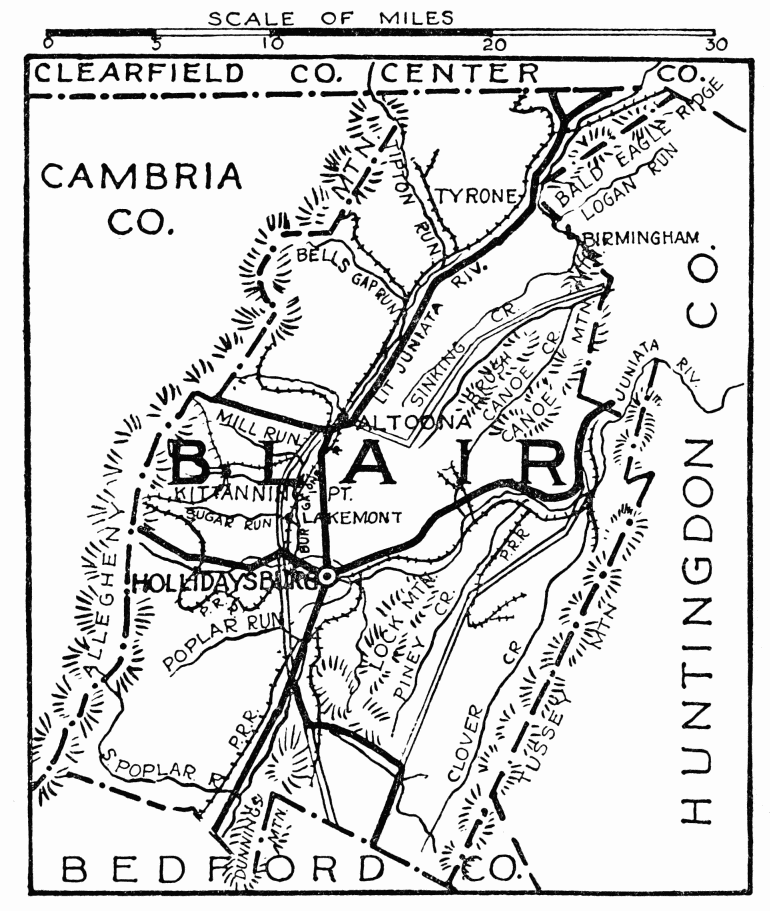 SCALE OF MILES
0 5 10 20 30
CLEARFIELD CO. CENTER CO.
CAMBRIA
CO.
MTN.
TIPTON RUN
TYRONE
BALD EAGLE RIDGE
LOGAN RUN
BIRMINGHAM
BELLS GAP RUN
LIT. JUNIATA RIV.
SINKING CR.
BRUSH
MTN.
CANOE CR.
CANOE
MTN
JUNIATA RIV.
HUNTINGDON CO.
MILL RUN
ALTOONA
BLAIR
KITTANNING PT.
BURGOON
SUGAR RUN
LAKEMONT
ALLEGHENY
HOLLIDAYSBURG
P.R.R.
P.R.R
POPLAR RUN
LOCK MTN.
PINEY CR.
CLOVER CR
TUSSEY MTN
S. POPLAR R.
P.R.R.
DUNNINGS MTN.
BEDFORD CO.